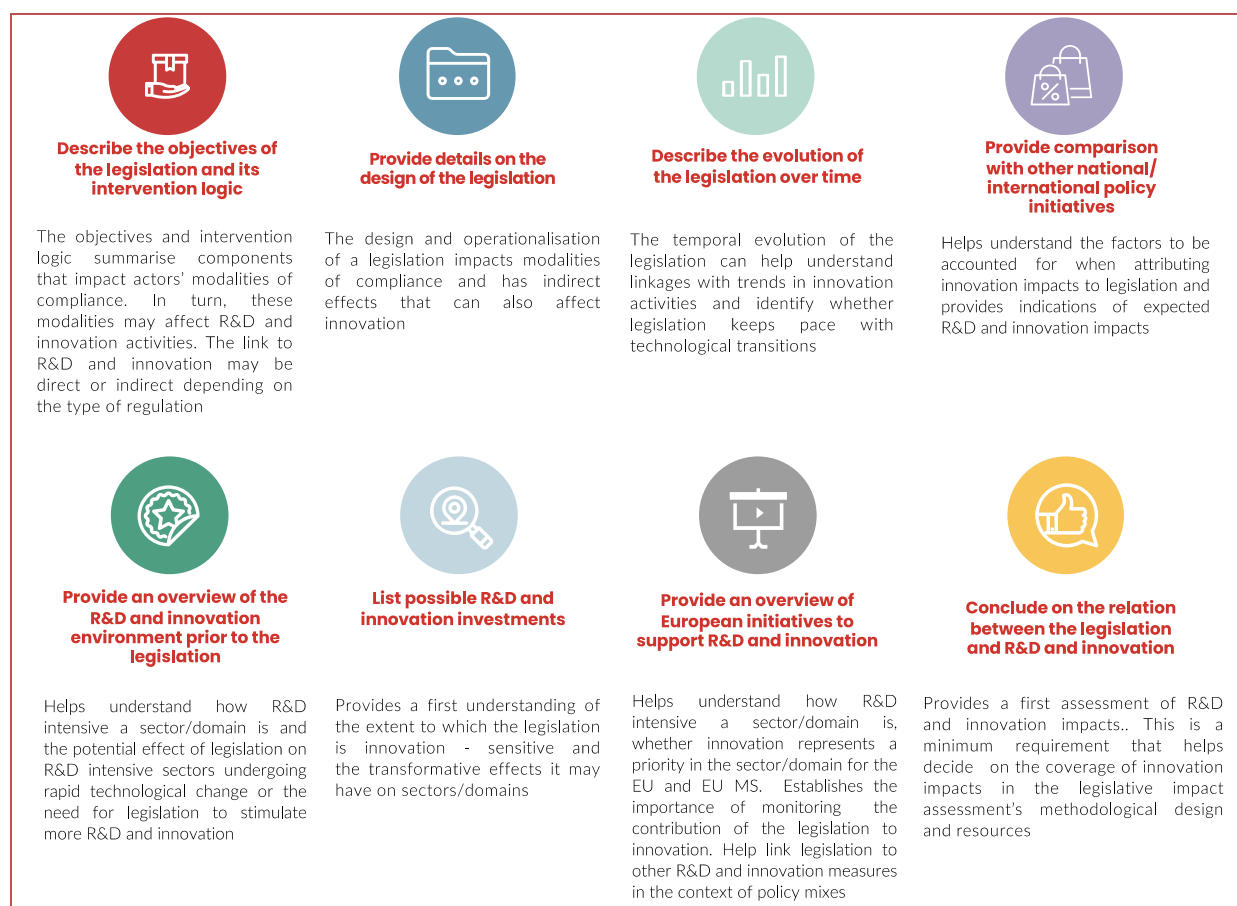 Describe the objectives of
the legislation and its
intervention logic
The objectives and intervention
logic summarise components
that impact actors’ modalities of
compliance. In turn, these
modalities may affect R&D and
innovation activities. The link to
R&D and innovation may be
direct or indirect depending on
the type of regulation
Provide details on the
design of the legislation
The design and operationalisation
of a legislation impacts modalities
of compliance and has indirect
effects that can also affect
innovation
Describe the evolution of
the legislation over time
The temporal evolution of the
legislation can help understand
linkages with trends in innovation
activities and identify whether
legislation keeps pace with
technological transitions
Provide comparison
with other national/
international policy
initiatives
Helps understand the factors to be
accounted for when attributing
innovation impacts to legislation and
provides indications of expected
R&D and innovation impacts
Provide an overview of the
R&D and innovation
environment prior to the
legislation
Helps understand how R&D
intensive a sector/domain is and
the potential effect of legislation on
R&D intensive sectors undergoing
rapid technological change or the
need for legislation to stimulate
more R&D and innovation
List possible R&D and
innovation investments
Provides a first understanding of
the extent to which the legislation
is innovation - sensitive and
the transformative effects it may
have on sectors/domains
Provide an overview of
European initiatives to
support R&D and innovation
Helps understand how R&D
intensive a sector/domain is,
whether innovation represents a
priority in the sector/domain for the
EU and EU MS. Establishes the
importance of monitoring the
contribution of the legislation to
innovation. Help link legislation to
other R&D and innovation measures
in the context of policy mixes
Conclude on the relation
between the legislation
and R&D and innovation
Provides a first assessment of R&D
and innovation impacts.. This is a
minimum requirement that helps
decide on the coverage of innovation
impacts in the legislative impact
assessment’s methodological design
and resources